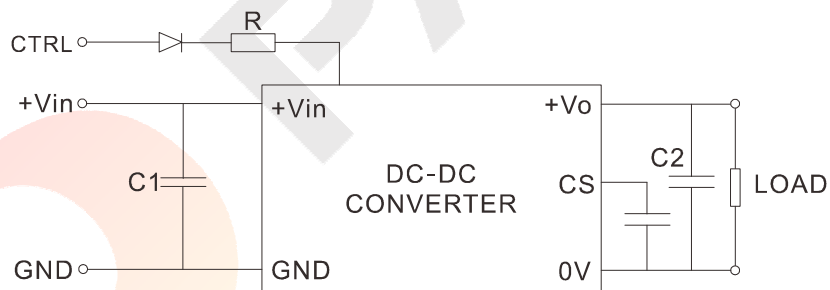 R
CTRL
+Vin
+Vin
+Vo
C1
DC-DC
CONVERTER
CS
C2
LOAD
GND
GND
0V